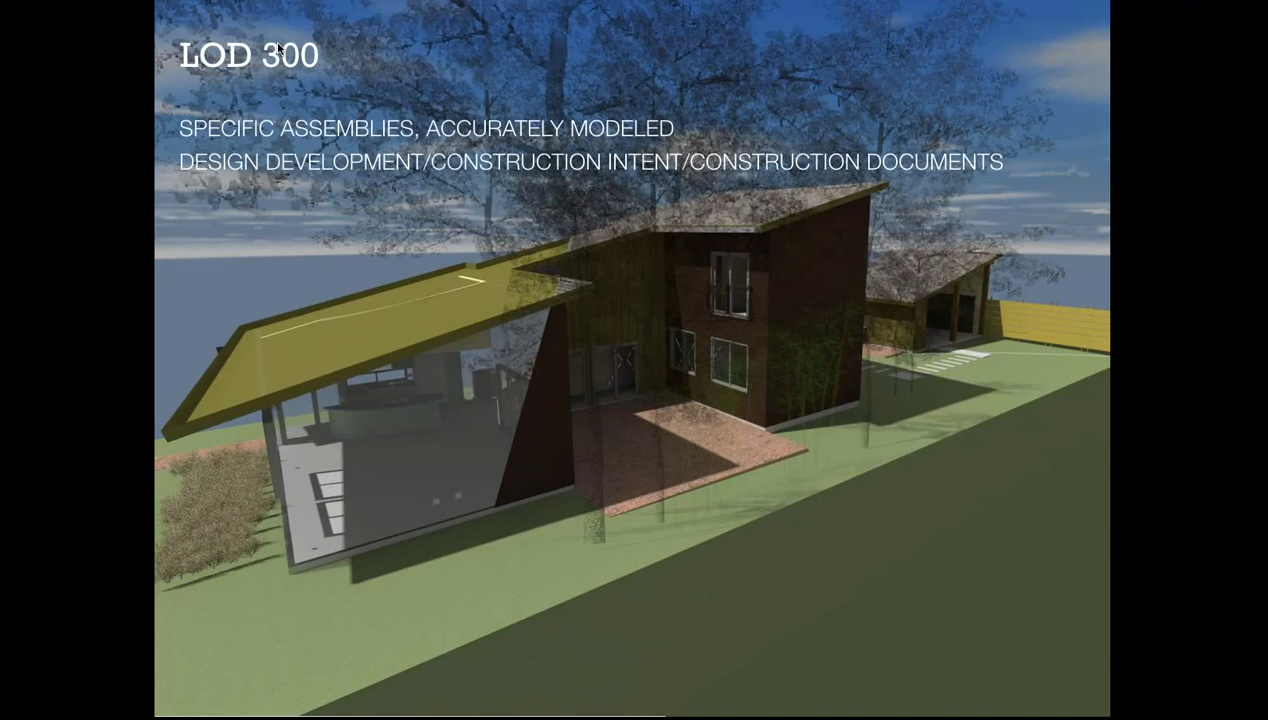 LOD 300
SPECIFIC ASSEMBLIES, ACCURATELY MODELED
DESIGN DEVELOPMENT/CONSTRUCTION INTENT/CONSTRUCTION DOCUMENTS